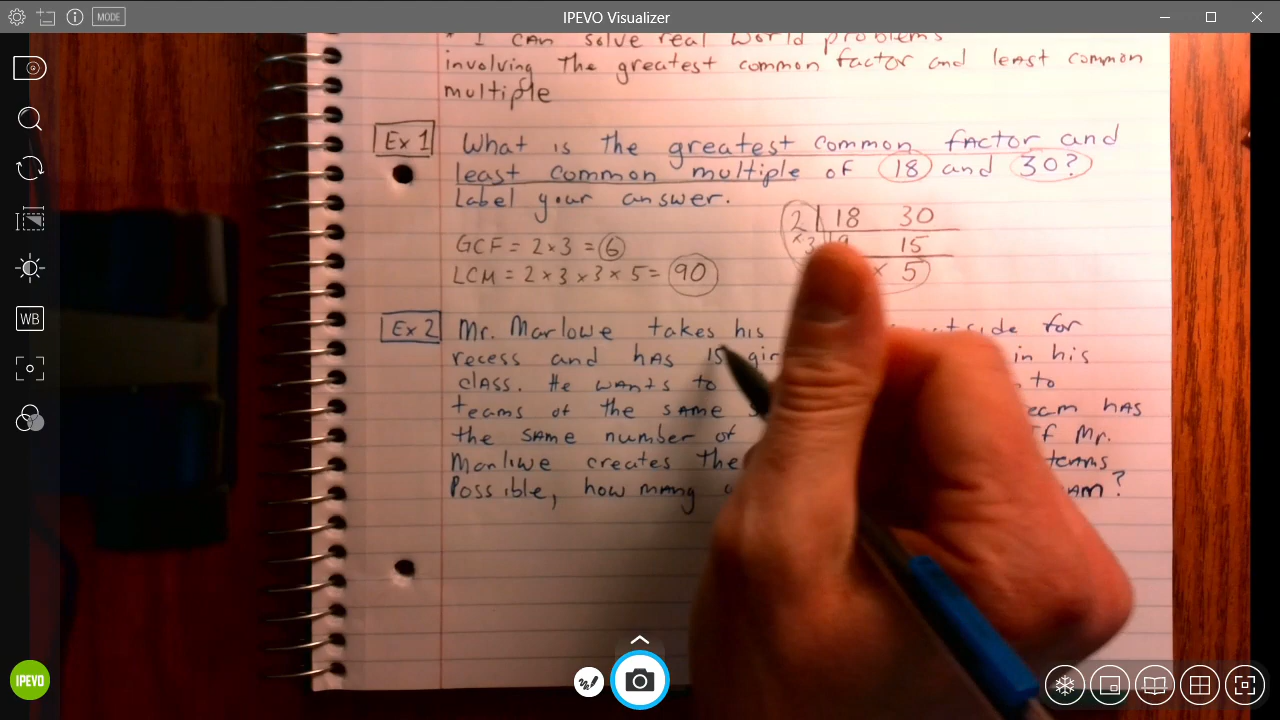 MODE
IPEVO Visualizer
* I can solve real world problems
involving the greatest common factor and least common
multiple
Ex 1 What is the greatest common factor and
least common multiple of 18 and 30?
Label your answer.
2 18 30
×3 9 15
× 5
GCF = 2×3 = 6
LCM = 2×3×3×5= 90
Ex 2 Mr. Marlowe takes his outside for
recess and has 15 in his
class. He wants to to
teams of the same team has
the same number of If Mr.
Marlowe creates the teams
Possible, how many
WB
IPEVO